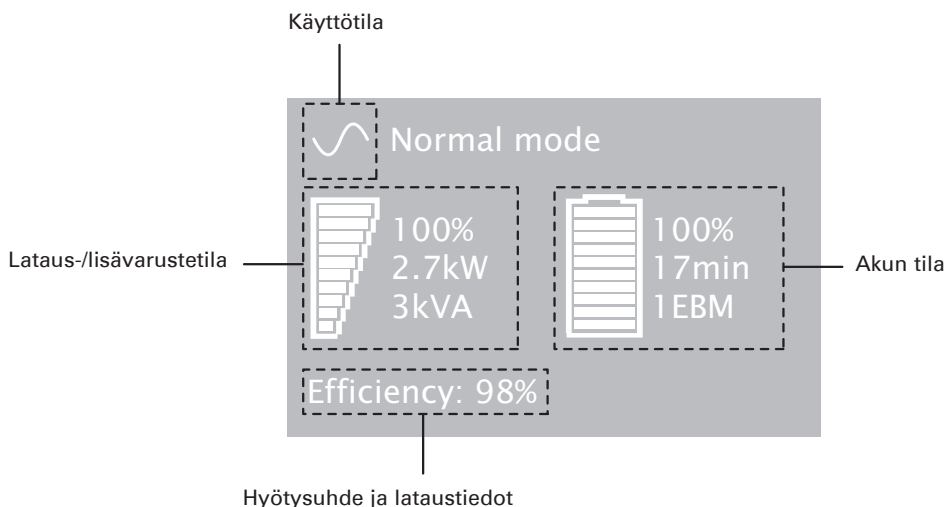 Käyttötila
Normal mode
Lataus-/lisävarustetila
100%
2.7kW
3kVA
100%
17min
1EBM
Akun tila
Efficiency: 98%
Hyötysuhde ja lataustiedot